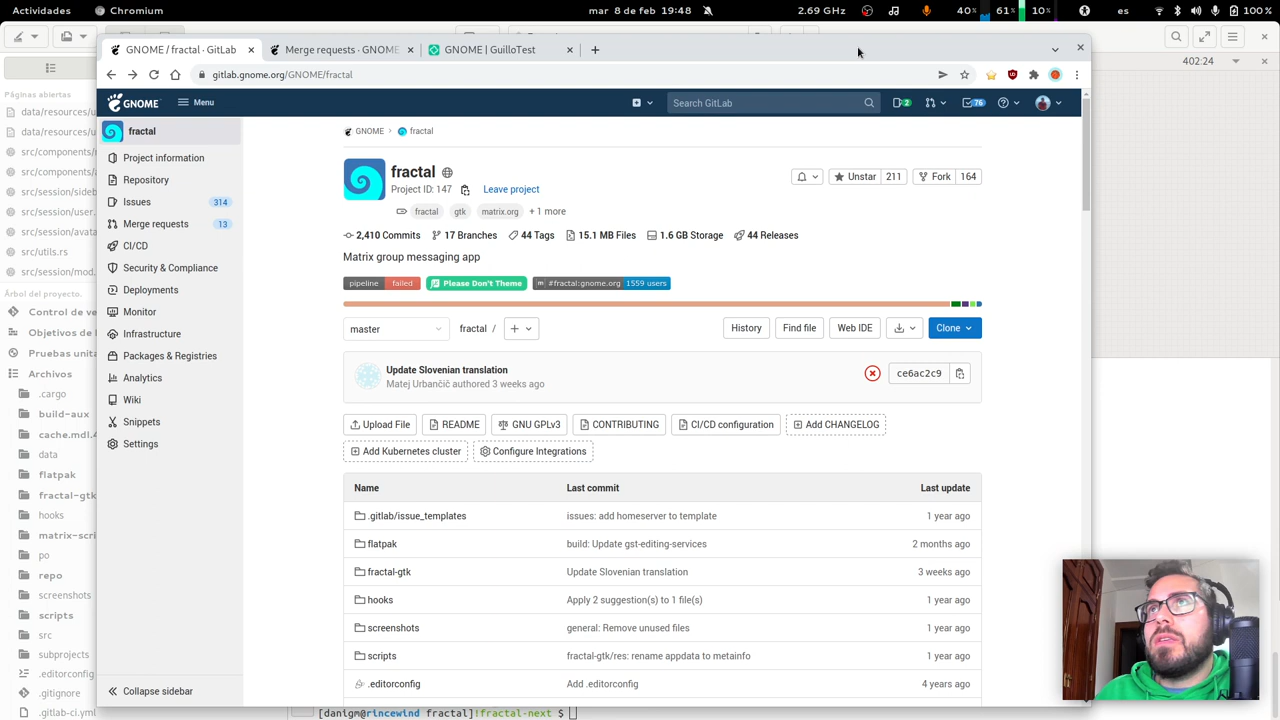 Actividades
Chromium
mar 8 de feb  19:48
2.69 GHz
40%
61%
10%
es
100 %
GNOME / fractal · GitLab
Merge requests · GNOME
GNOME | GuilloTest
402:24
gitlab.gnome.org/GNOME/fractal
GNOME
Menu
Search GitLab
2
76
Páginas abiertas
data/resources/u
data/resources/u
src/components/
src/components/a
src/session/sideb
src/session/user.
src/session/avata
src/utils.rs
src/session/mod.
Árbol del proyecto.
Control de ve
Objetivos de
Pruebas unita
Archivos
.cargo
build-aux
cache.mdl.4
data
flatpak
fractal-gtk
hooks
matrix-scri
po
repo
screenshots
scripts
src
subprojects
.editorconfig
.gitignore
.gitlab-ci.yml
fractal
Project information
Repository
Issues 314
Merge requests 13
CI/CD
Security & Compliance
Deployments
Monitor
Infrastructure
Packages & Registries
Analytics
Wiki
Snippets
Settings
Collapse sidebar
GNOME > fractal
fractal
Project ID: 147 Leave project
Unstar 211 Fork 164
fractal gtk matrix.org + 1 more
2,410 Commits 17 Branches 44 Tags 15.1 MB Files 1.6 GB Storage 44 Releases
Matrix group messaging app
pipeline failed Please Don't Theme #fractal:gnome.org 1559 users
master fractal / + History Find file Web IDE Clone
Update Slovenian translation
Matej Urbančič authored 3 weeks ago
ce6ac2c9
Upload File README GNU GPLv3 CONTRIBUTING CI/CD configuration Add CHANGELOG
Add Kubernetes cluster Configure Integrations
Name Last commit Last update
.gitlab/issue_templates issues: add homeserver to template 1 year ago
flatpak build: Update gst-editing-services 2 months ago
fractal-gtk Update Slovenian translation 3 weeks ago
hooks Apply 2 suggestion(s) to 1 file(s) 1 year ago
screenshots general: Remove unused files 1 year ago
scripts fractal-gtk/res: rename appdata to metainfo 1 year ago
.editorconfig Add .editorconfig 4 years ago
[danigm@rincewind fractal]!fractal-next $